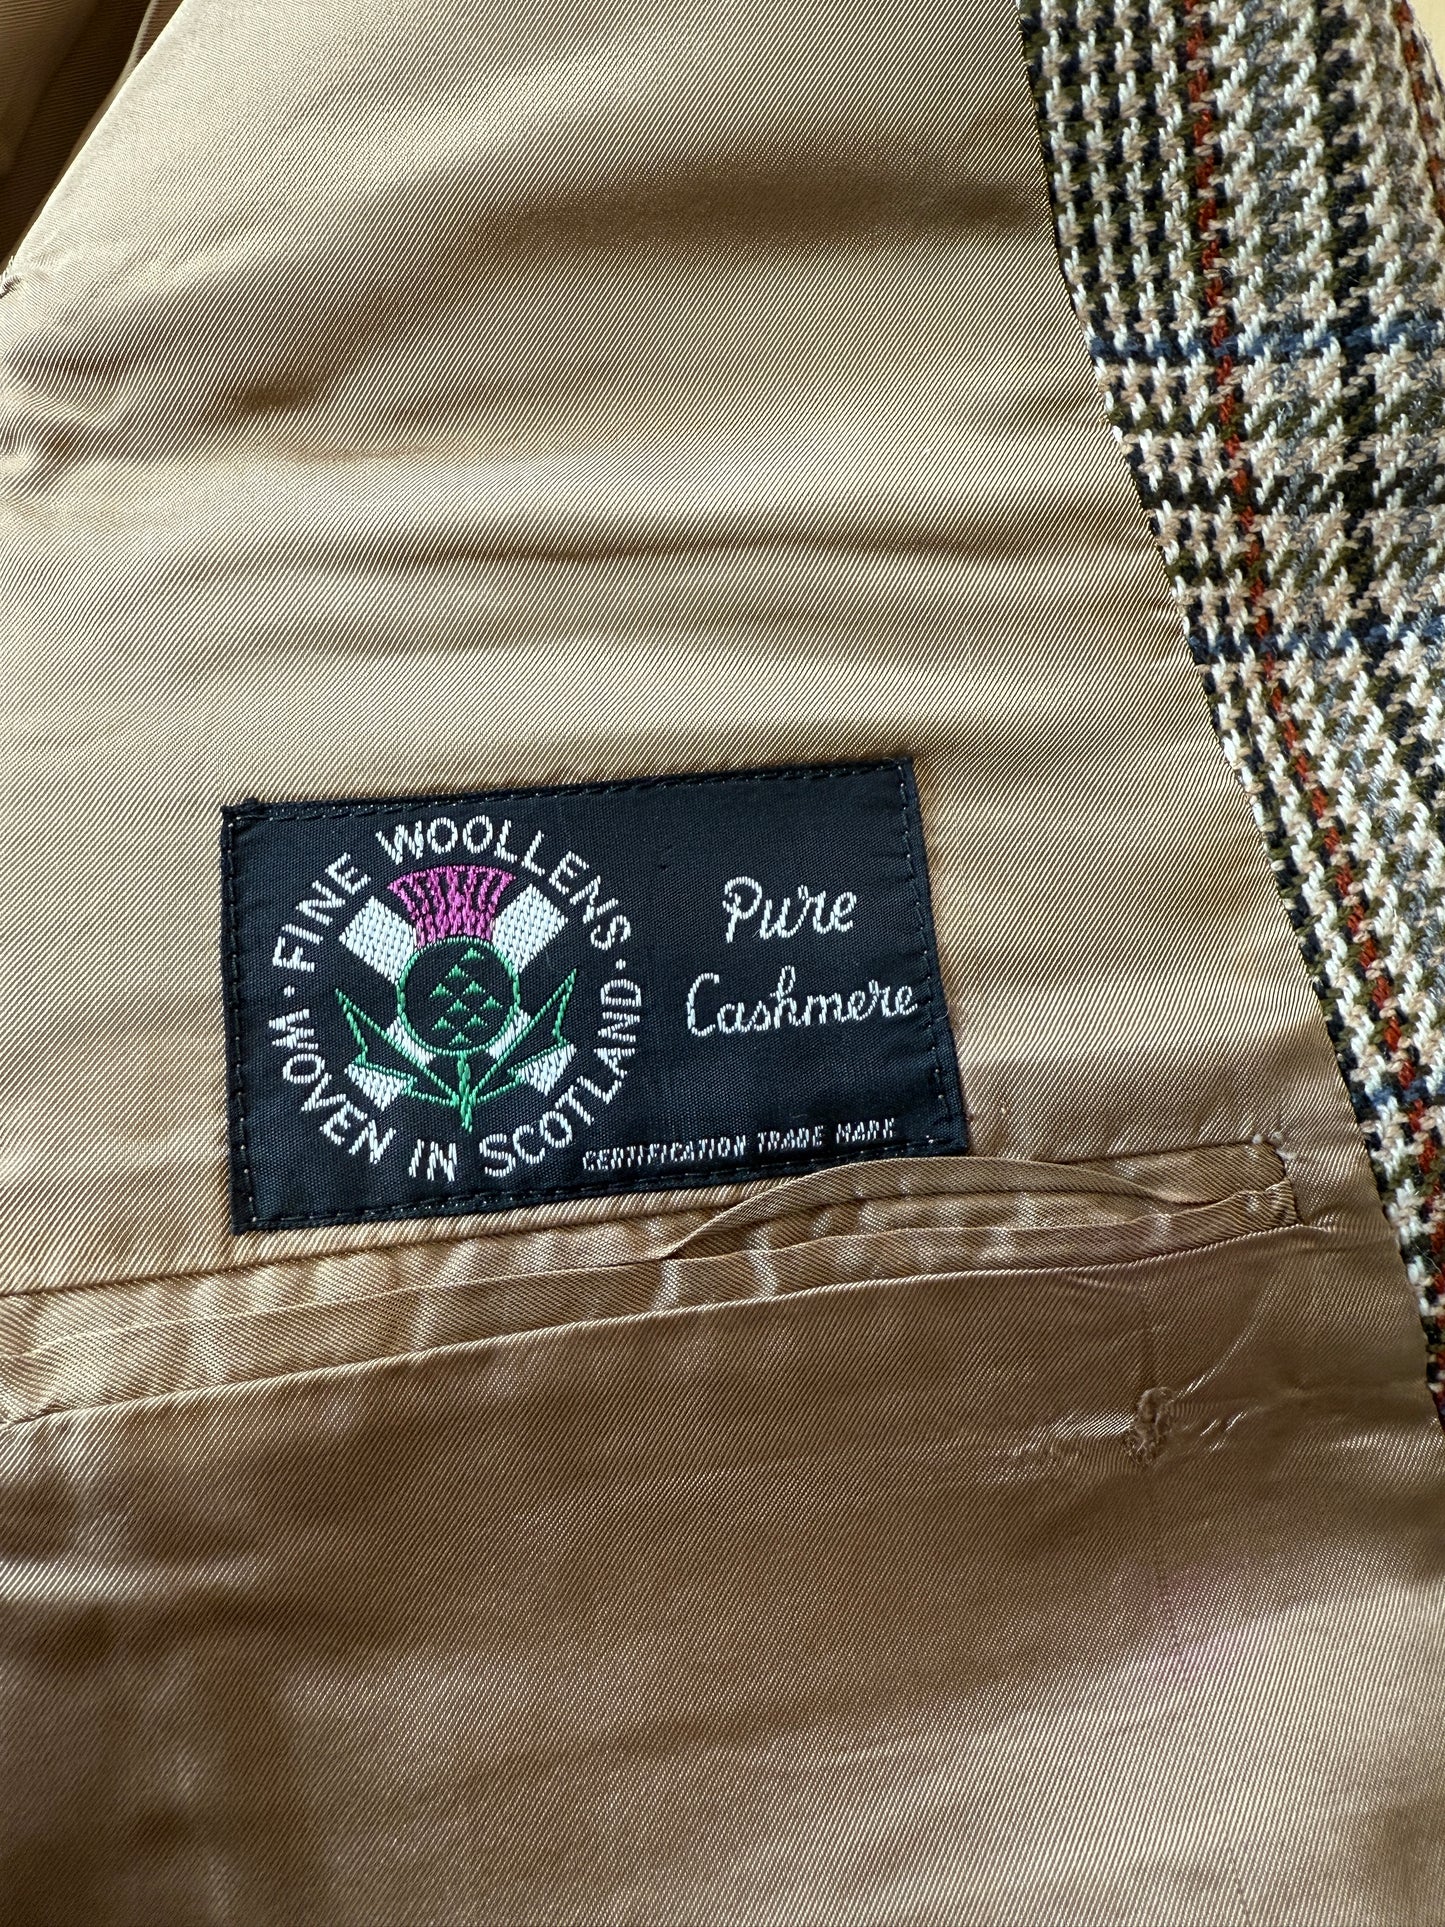 · FINE WOOLLENS ·
WOVEN IN SCOTLAND
Pure
Cashmere
CERTIFICATION TRADE MARK